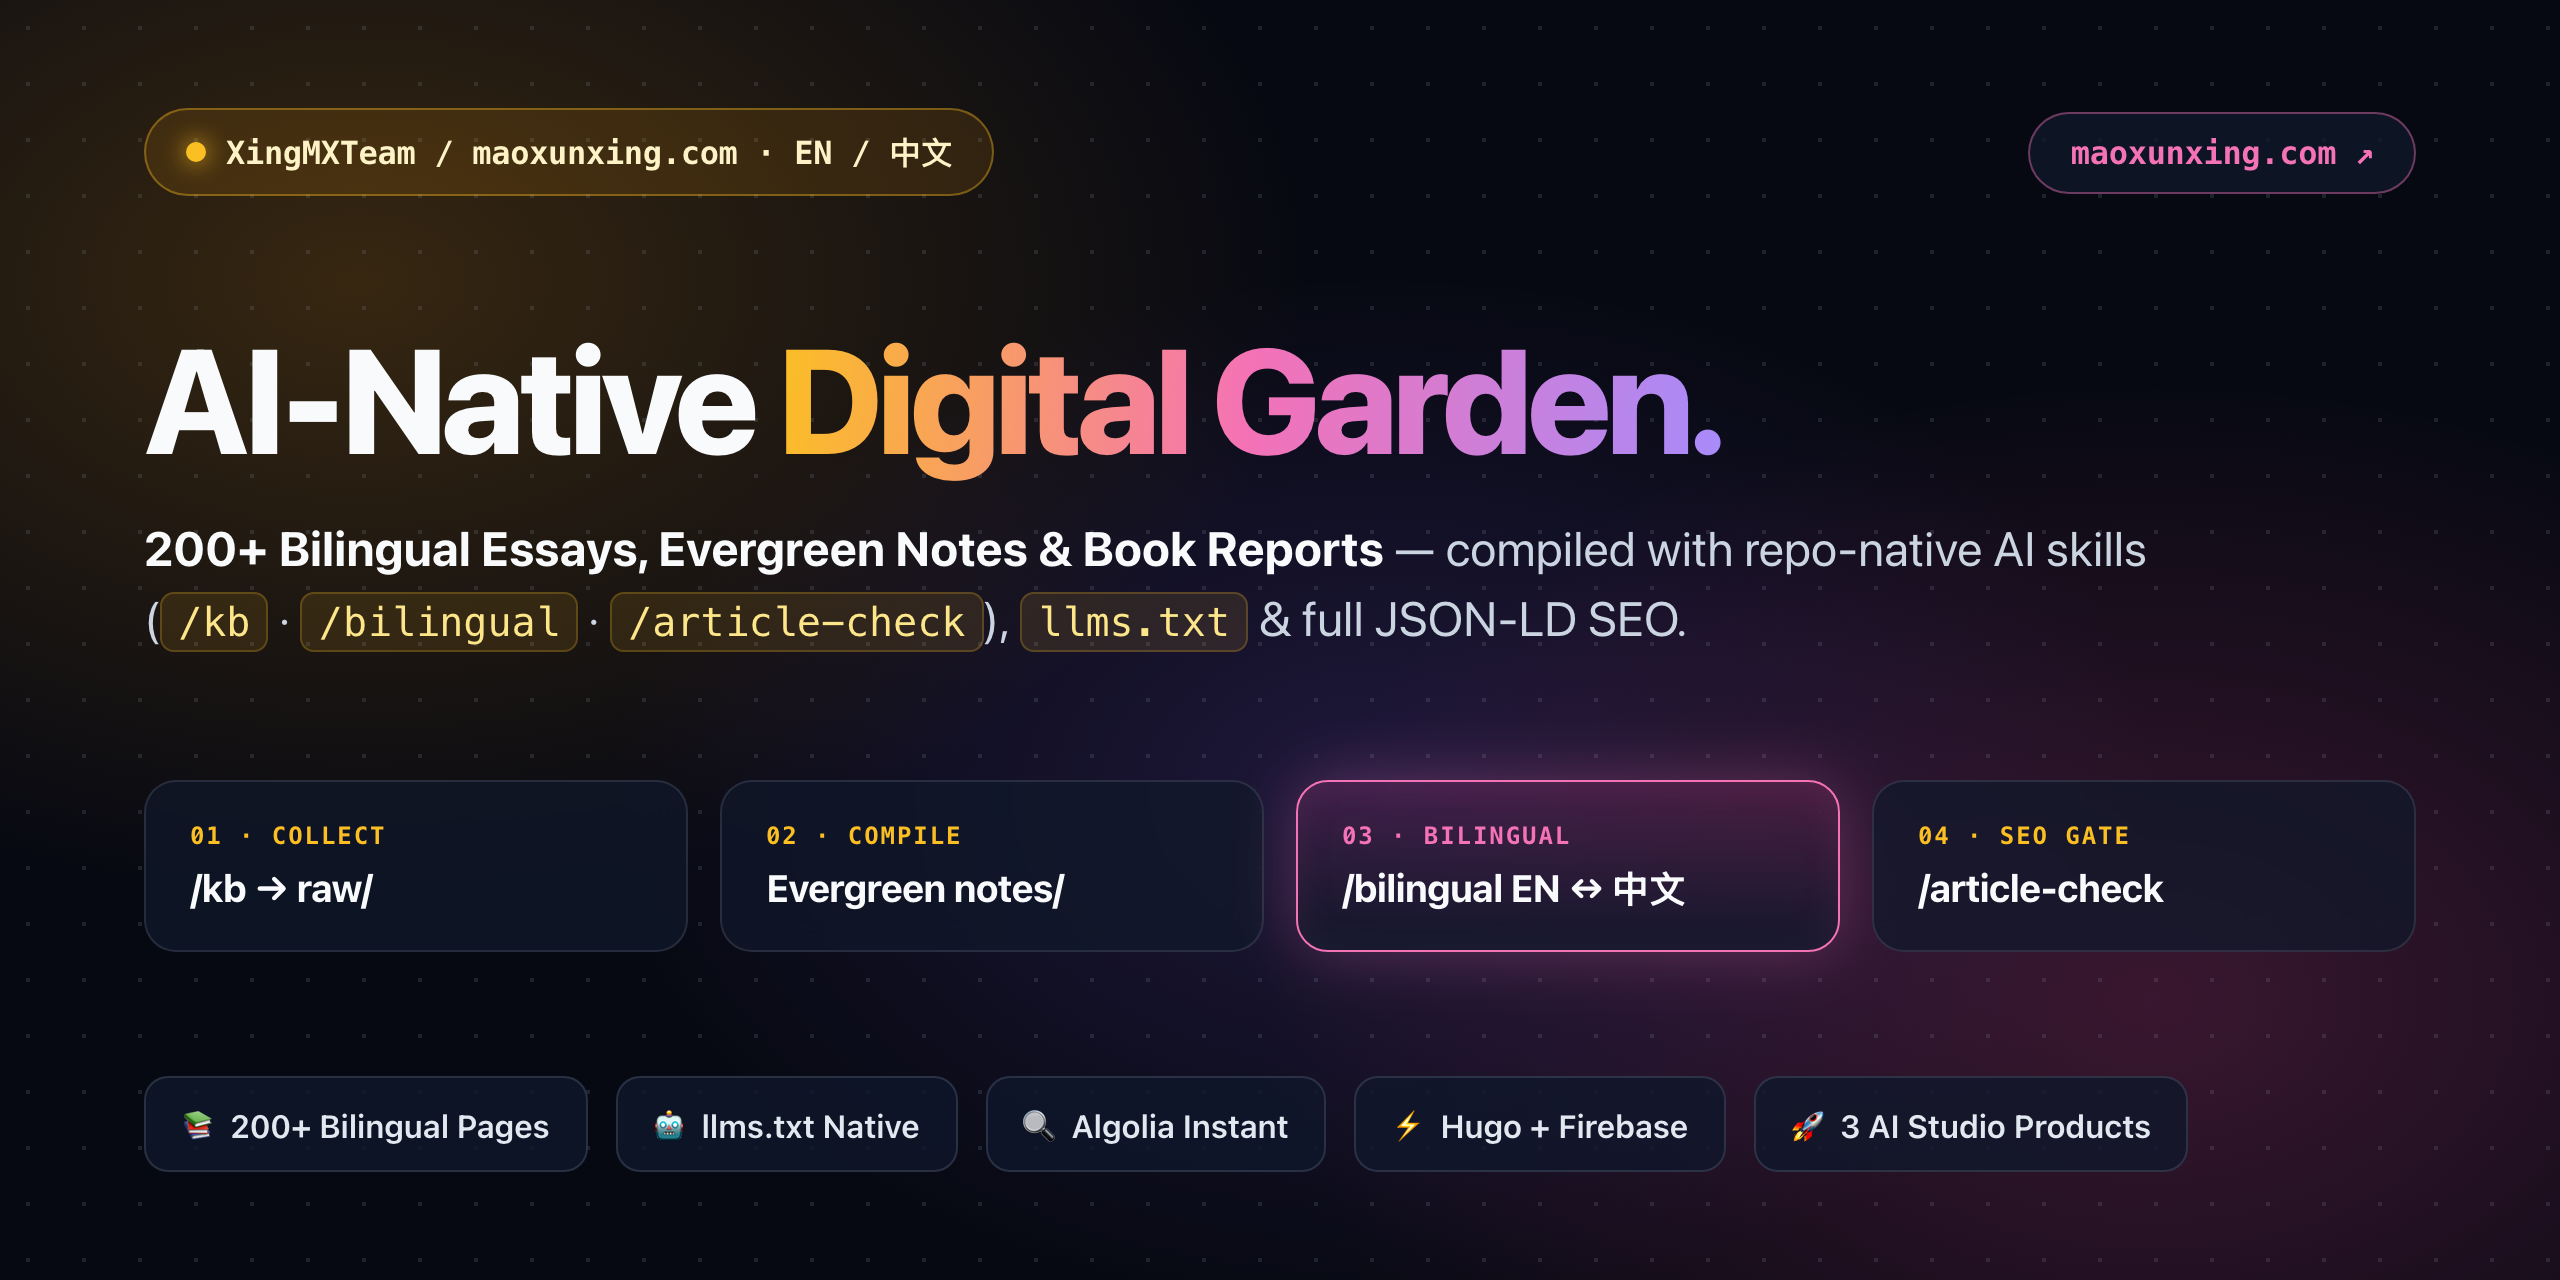 XingMXTeam / maoxunxing.com · EN / 中文
maoxunxing.com ↗
AI-Native Digital Garden.
200+ Bilingual Essays, Evergreen Notes & Book Reports — compiled with repo-native AI skills
(/kb · /bilingual · /article-check), llms.txt & full JSON-LD SEO.
01 · COLLECT
/kb → raw/
02 · COMPILE
Evergreen notes/
03 · BILINGUAL
/bilingual EN ↔ 中文
04 · SEO GATE
/article-check
📚 200+ Bilingual Pages
🤖 llms.txt Native
🔍 Algolia Instant
⚡ Hugo + Firebase
🚀 3 AI Studio Products